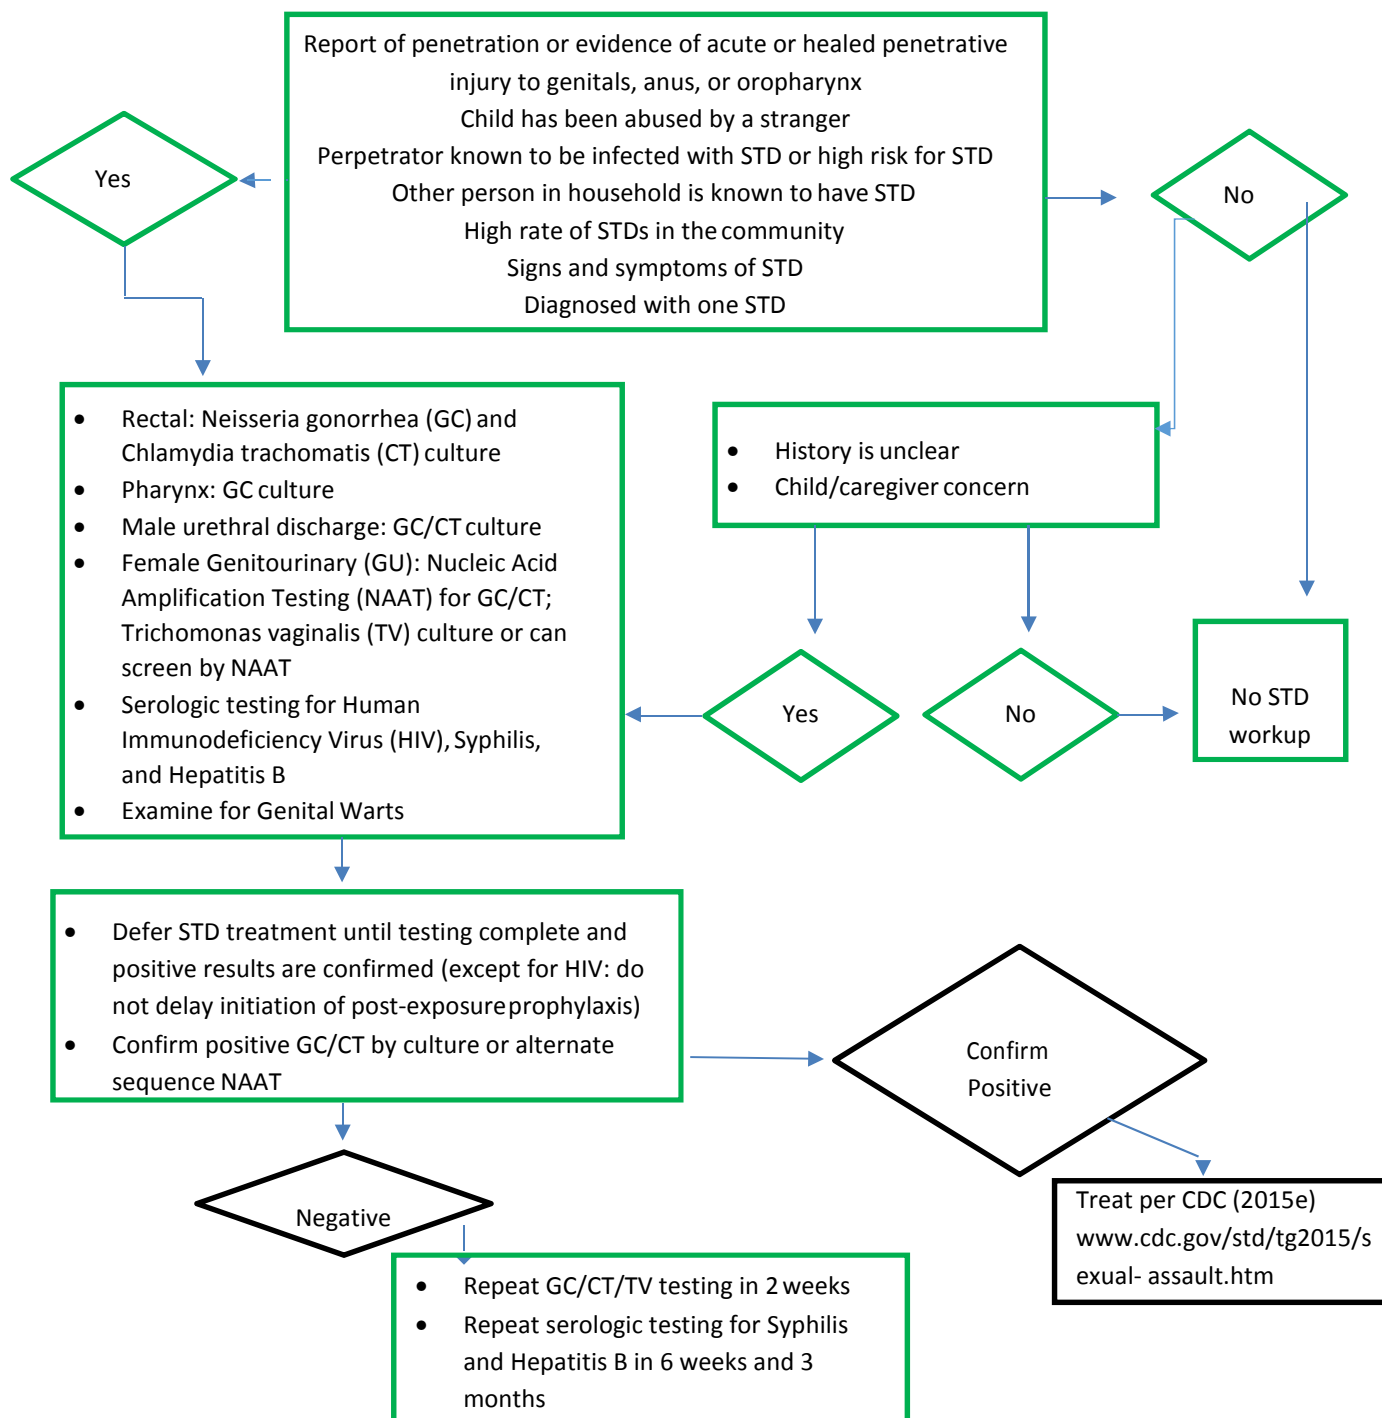 Report of penetration or evidence of acute or healed penetrative
injury to genitals, anus, or oropharynx
Child has been abused by a stranger
Perpetrator known to be infected with STD or high risk for STD
Other person in household is known to have STD
High rate of STDs in the community
Signs and symptoms of STD
Diagnosed with one STD
Yes
No
• Rectal: Neisseria gonorrhea (GC) and
Chlamydia trachomatis (CT) culture
• Pharynx: GC culture
• Male urethral discharge: GC/CT culture
• Female Genitourinary (GU): Nucleic Acid
Amplification Testing (NAAT) for GC/CT;
Trichomonas vaginalis (TV) culture or can
screen by NAAT
• Serologic testing for Human
Immunodeficiency Virus (HIV), Syphilis,
and Hepatitis B
• Examine for Genital Warts
• History is unclear
• Child/caregiver concern
Yes
No
No STD
workup
• Defer STD treatment until testing complete and
positive results are confirmed (except for HIV: do
not delay initiation of post-exposure prophylaxis)
• Confirm positive GC/CT by culture or alternate
sequence NAAT
Confirm
Positive
Treat per CDC (2015e)
www.cdc.gov/std/tg2015/s
exual- assault.htm
Negative
• Repeat GC/CT/TV testing in 2 weeks
• Repeat serologic testing for Syphilis
and Hepatitis B in 6 weeks and 3
months